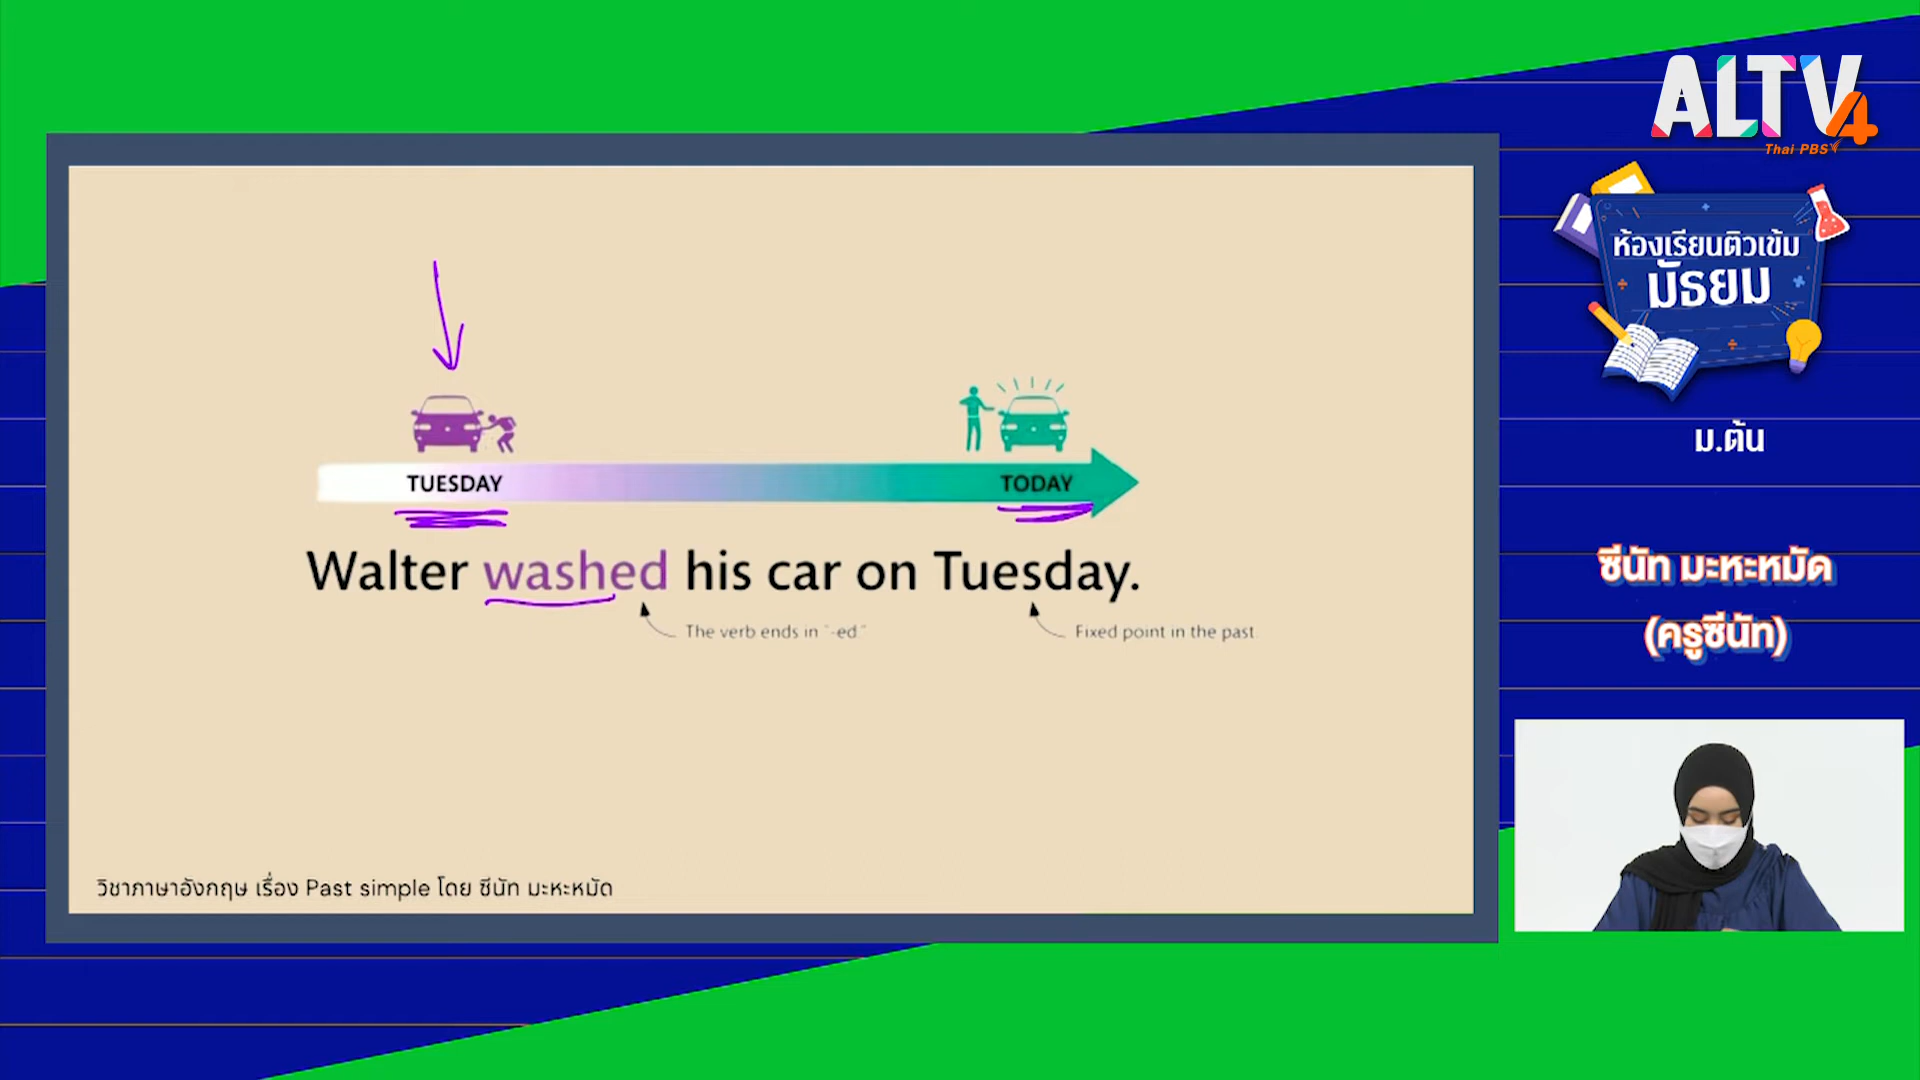 ALTV4
Thai PBS
ห้องเรียนติวเข้ม
มัธยม
ม.ต้น
ซีนัท มะหะหมัด
(ครูซีนัท)
TUESDAY
TODAY
Walter washed his car on Tuesday.
The verb ends in "-ed"
Fixed point in the past
วิชาภาษาอังกฤษ เรื่อง Past simple โดย ซีนัท มะหะหมัด